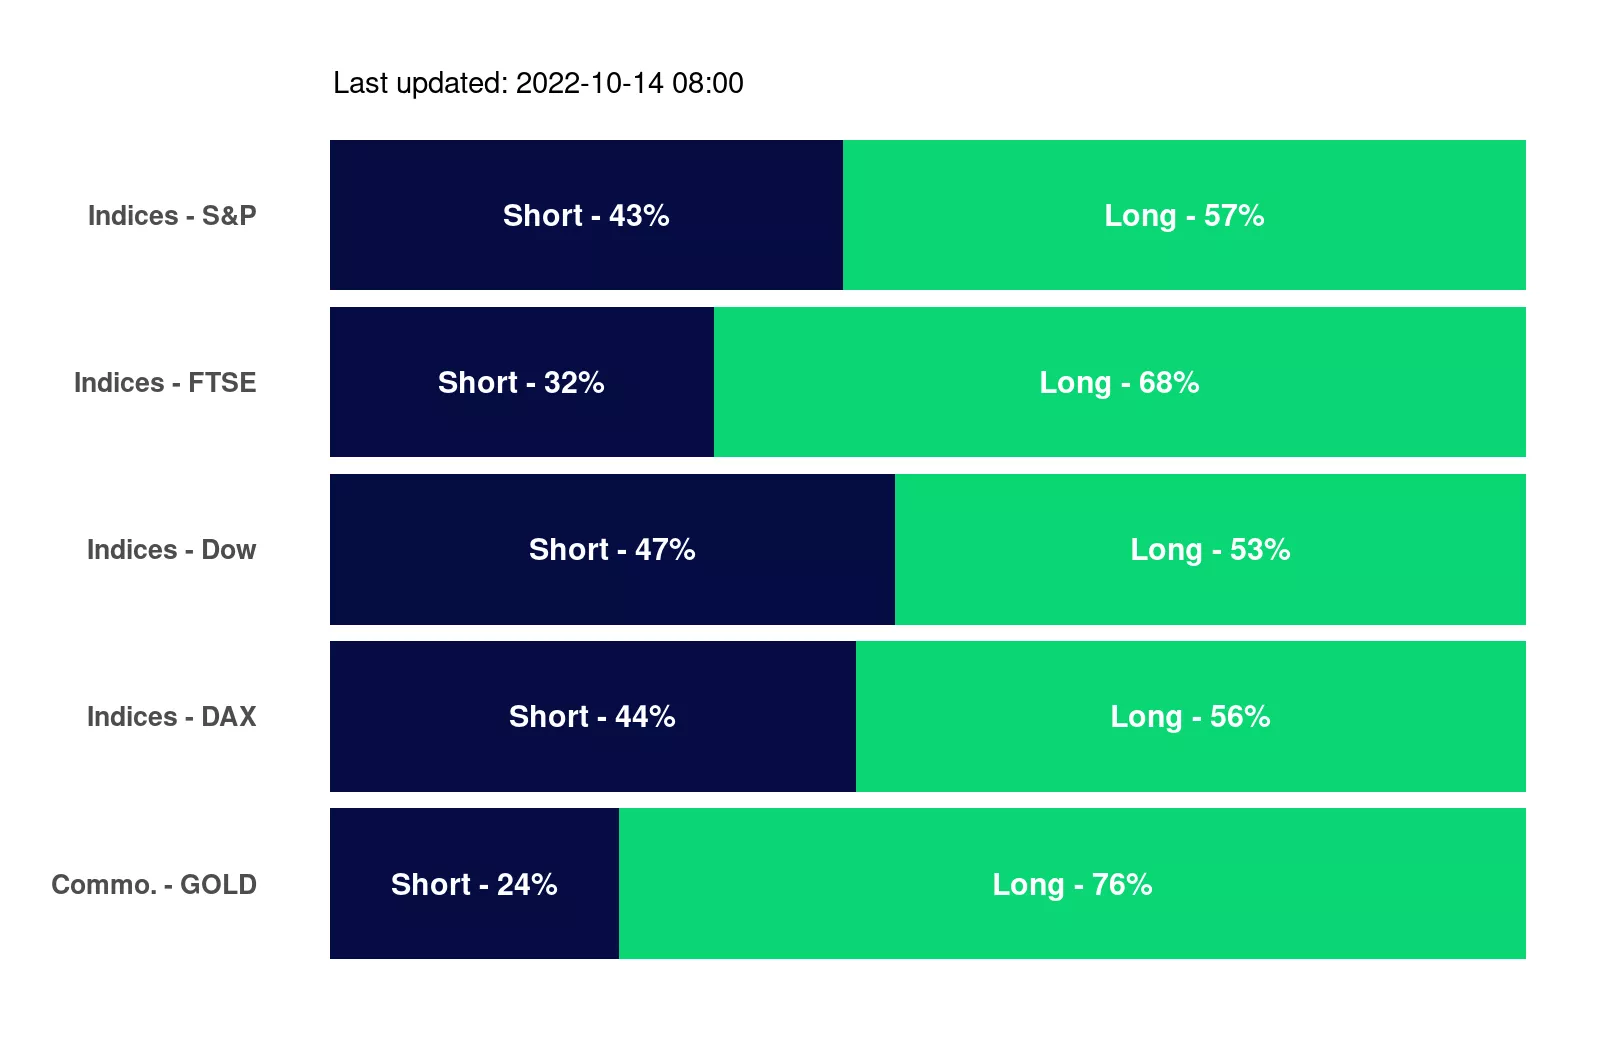 Last updated: 2022-10-14 08:00
Indices - S&P Short - 43% Long - 57%
Indices - FTSE Short - 32% Long - 68%
Indices - Dow Short - 47% Long - 53%
Indices - DAX Short - 44% Long - 56%
Commo. - GOLD Short - 24% Long - 76%